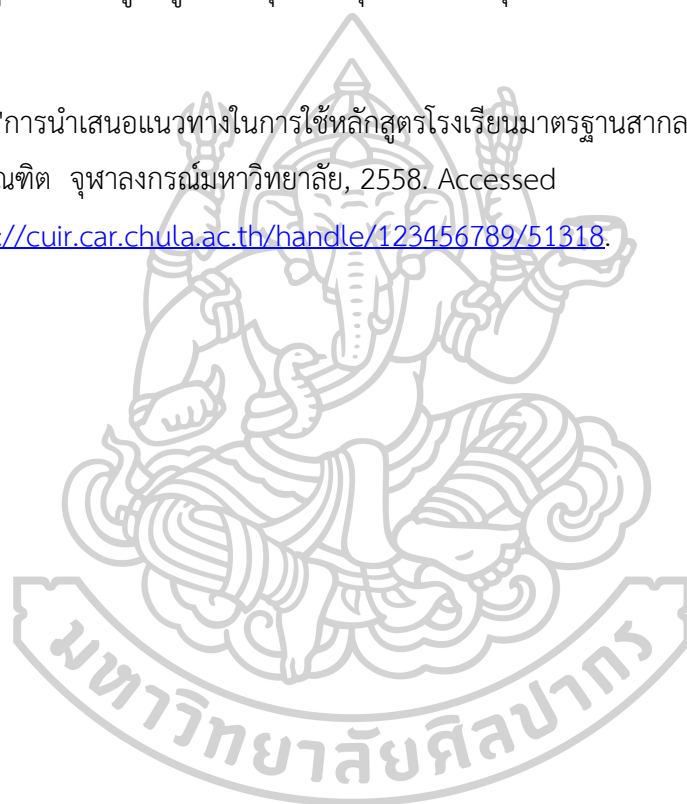 "การนำเสนอแนวทางในการใช้หลักสูตรโรงเรียนมาตรฐานสากล
ณฑิต จุฬาลงกรณ์มหาวิทยาลัย, 2558. Accessed
://cuir.car.chula.ac.th/handle/123456789/51318.
มหาวิทยาลัยศิลปากร